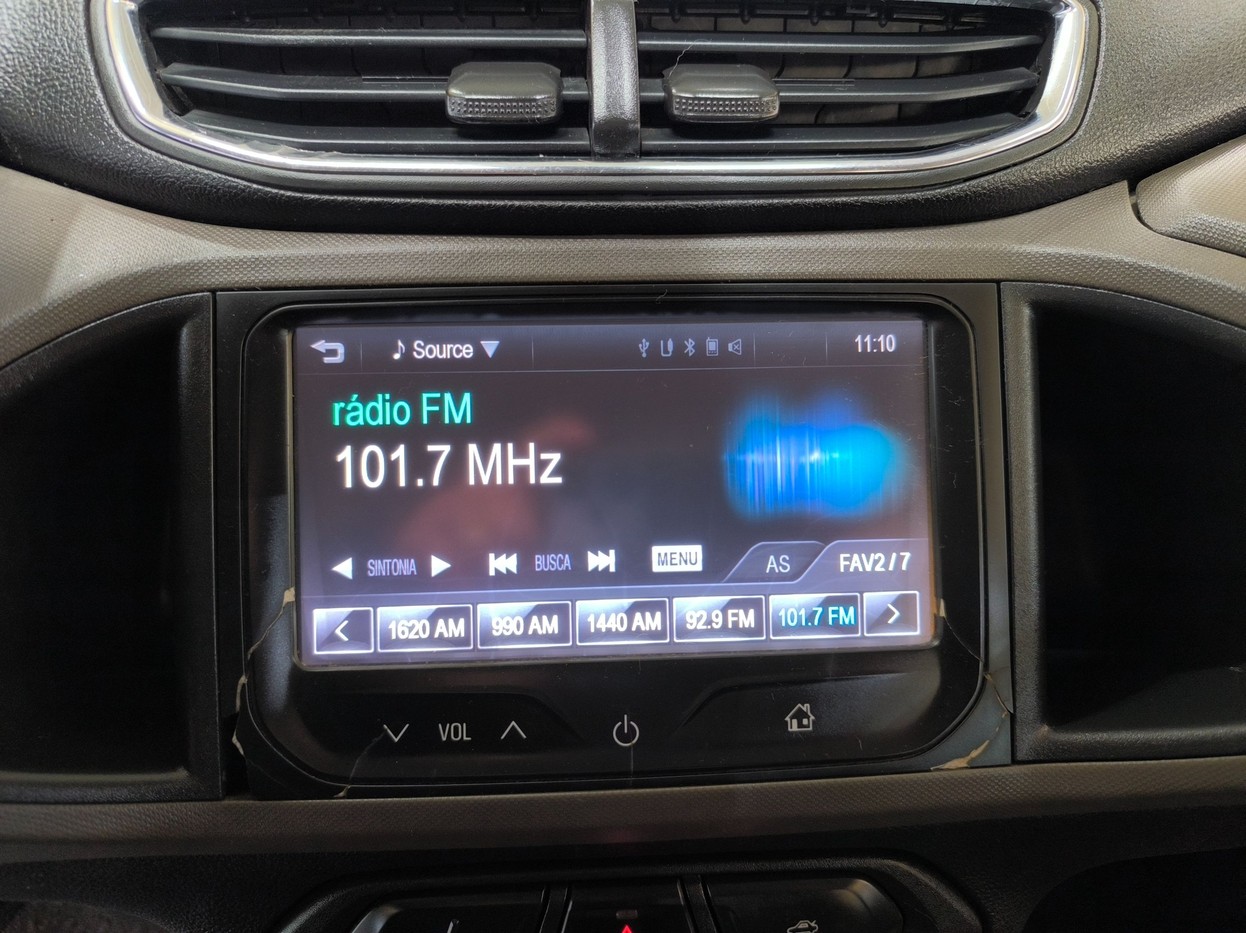 Source 11:10
rádio FM
101.7 MHz
SINTONIA BUSCA MENU AS FAV2/7
1620 AM 990 AM 1440 AM 92.9 FM 101.7 FM
VOL